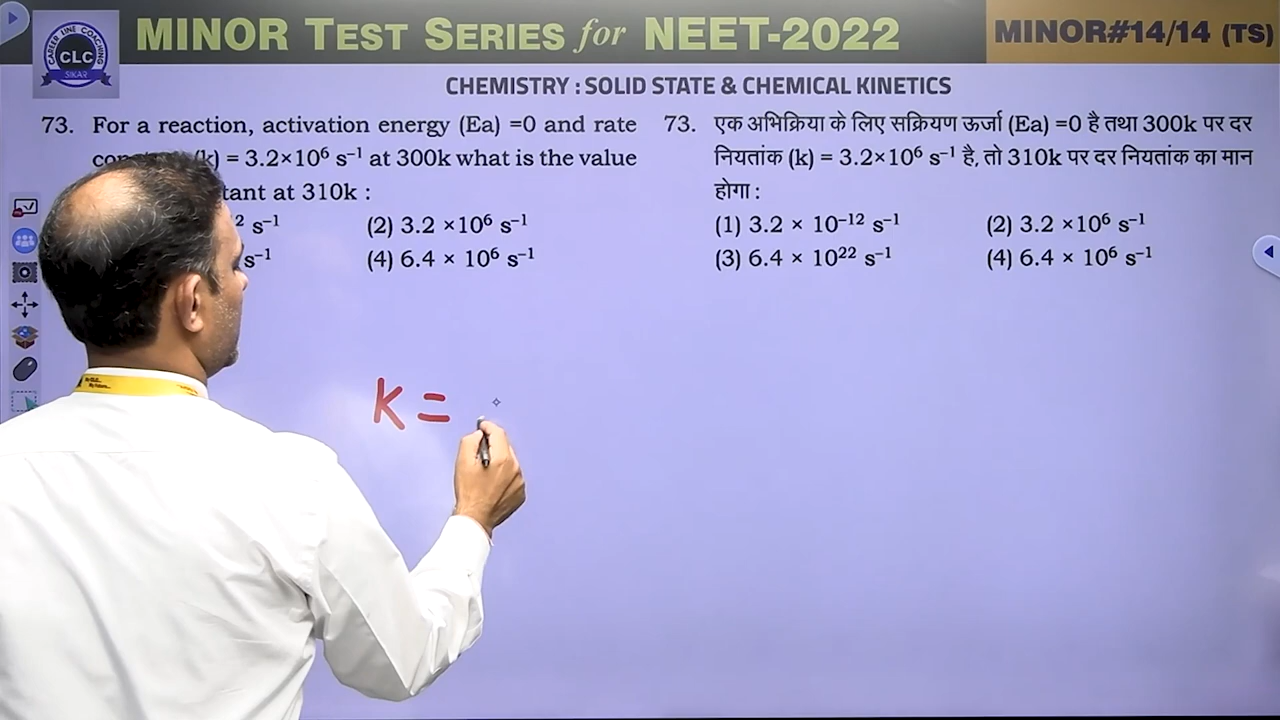 MINOR TEST SERIES for NEET-2022
MINOR#14/14 (TS)
CAREER LINE COACHING
CLC
SIKAR
CHEMISTRY : SOLID STATE & CHEMICAL KINETICS
73. For a reaction, activation energy (Ea) =0 and rate
(k) = 3.2×10⁶ s⁻¹ at 300k what is the value
at 310k :
s⁻¹ (2) 3.2 ×10⁶ s⁻¹
s⁻¹ (4) 6.4 × 10⁶ s⁻¹
73. एक अभिक्रिया के लिए सक्रियण ऊर्जा (Ea) =0 है तथा 300k पर दर
नियतांक (k) = 3.2×10⁶ s⁻¹ है, तो 310k पर दर नियतांक का मान
होगा :
(1) 3.2 × 10⁻¹² s⁻¹ (2) 3.2 ×10⁶ s⁻¹
(3) 6.4 × 10²² s⁻¹ (4) 6.4 × 10⁶ s⁻¹
K =